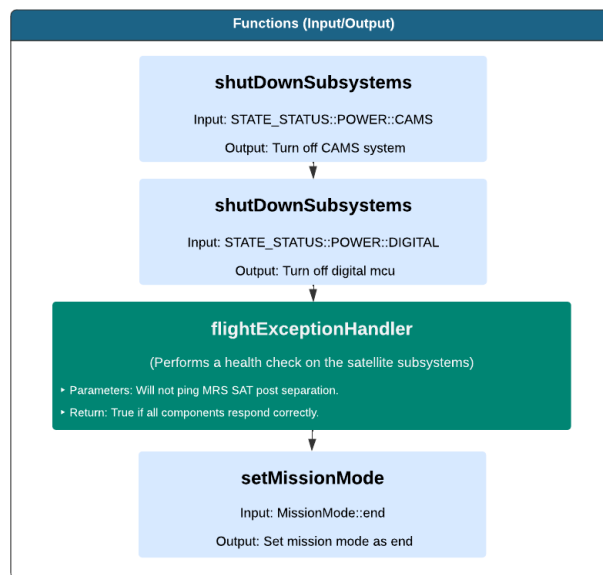 Functions (Input/Output)
shutDownSubsystems
Input: STATE_STATUS::POWER::CAMS
Output: Turn off CAMS system
shutDownSubsystems
Input: STATE_STATUS::POWER::DIGITAL
Output: Turn off digital mcu
flightExceptionHandler
(Performs a health check on the satellite subsystems)
‣ Parameters: Will not ping MRS SAT post separation.
‣ Return: True if all components respond correctly.
setMissionMode
Input: MissionMode::end
Output: Set mission mode as end